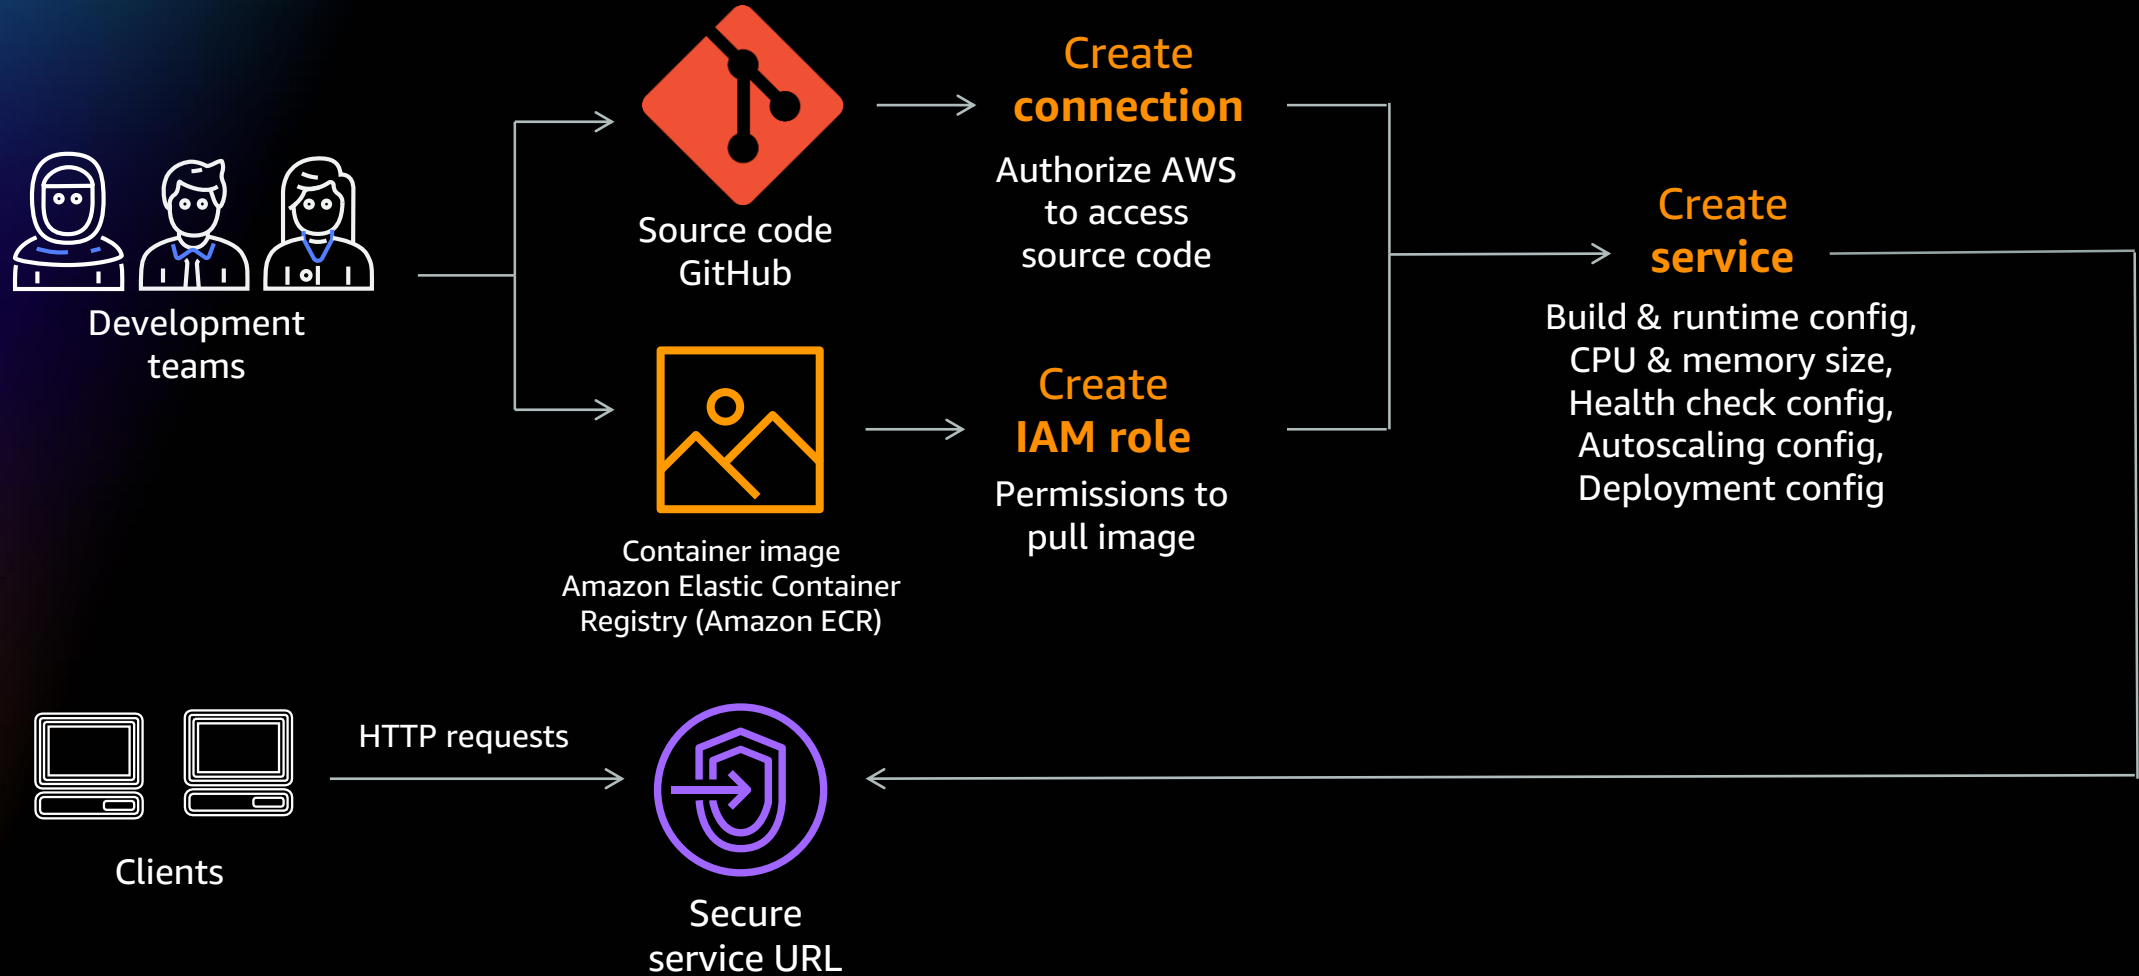 Development
teams
Source code
GitHub
Create
connection
Authorize AWS
to access
source code
Container image
Amazon Elastic Container
Registry (Amazon ECR)
Create
IAM role
Permissions to
pull image
Create
service
Build & runtime config,
CPU & memory size,
Health check config,
Autoscaling config,
Deployment config
Clients
HTTP requests
Secure
service URL